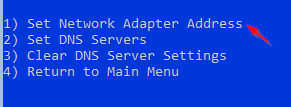 1) Set Network Adapter Address
2) Set DNS Servers
3) Clear DNS Server Settings
4) Return to Main Menu